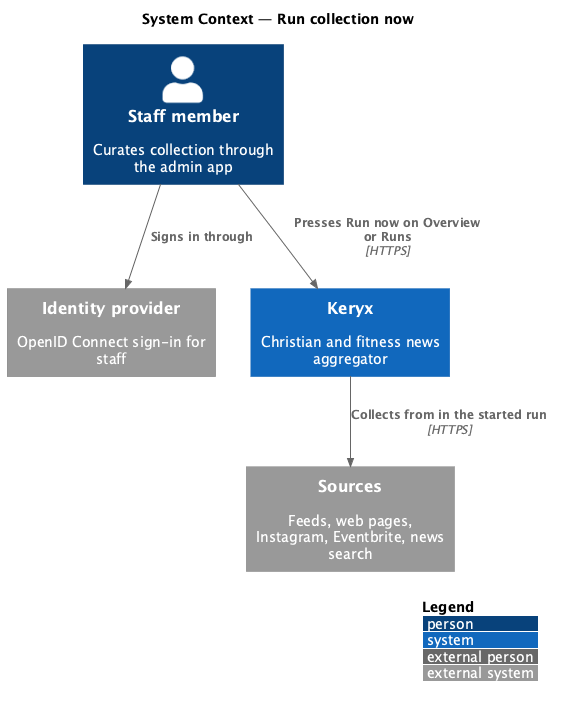 System Context — Run collection now
Staff member
Curates collection through
the admin app
Signs in through
Presses Run now on Overview
or Runs
[HTTPS]
Identity provider
OpenID Connect sign-in for
staff
Keryx
Christian and fitness news
aggregator
Collects from in the started run
[HTTPS]
Sources
Feeds, web pages,
Instagram, Eventbrite, news
search
Legend
person
system
external person
external system